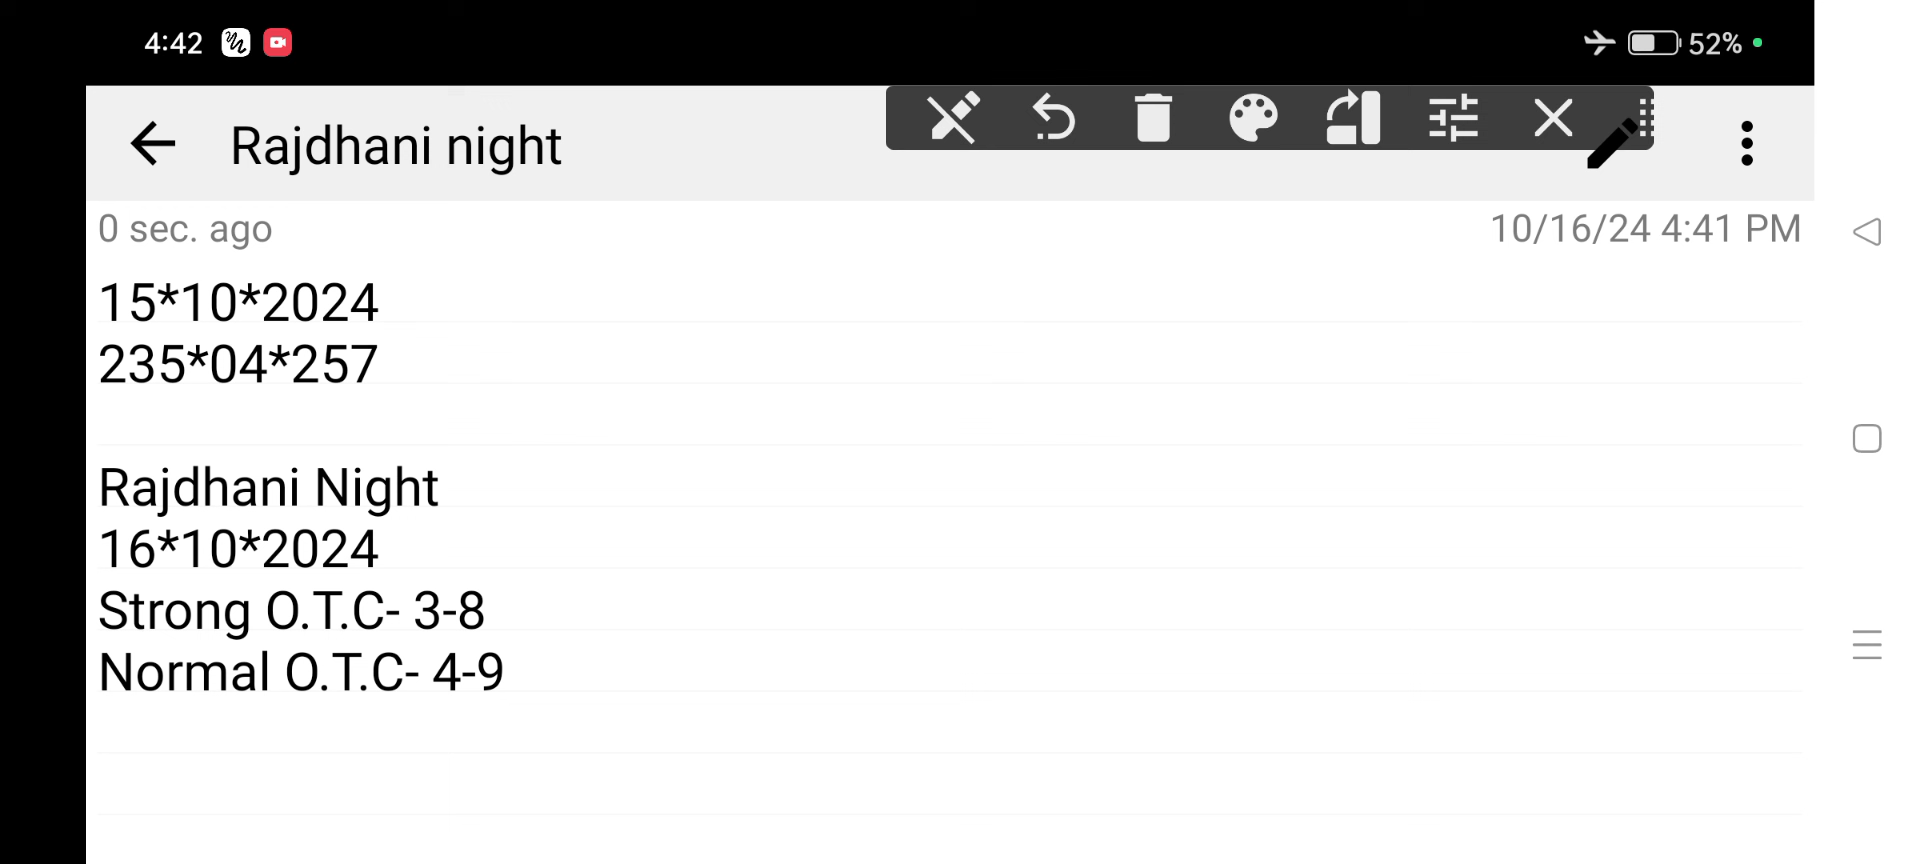 4:42
52%
Rajdhani night
0 sec. ago
10/16/24 4:41 PM
15*10*2024
235*04*257
Rajdhani Night
16*10*2024
Strong O.T.C- 3-8
Normal O.T.C- 4-9